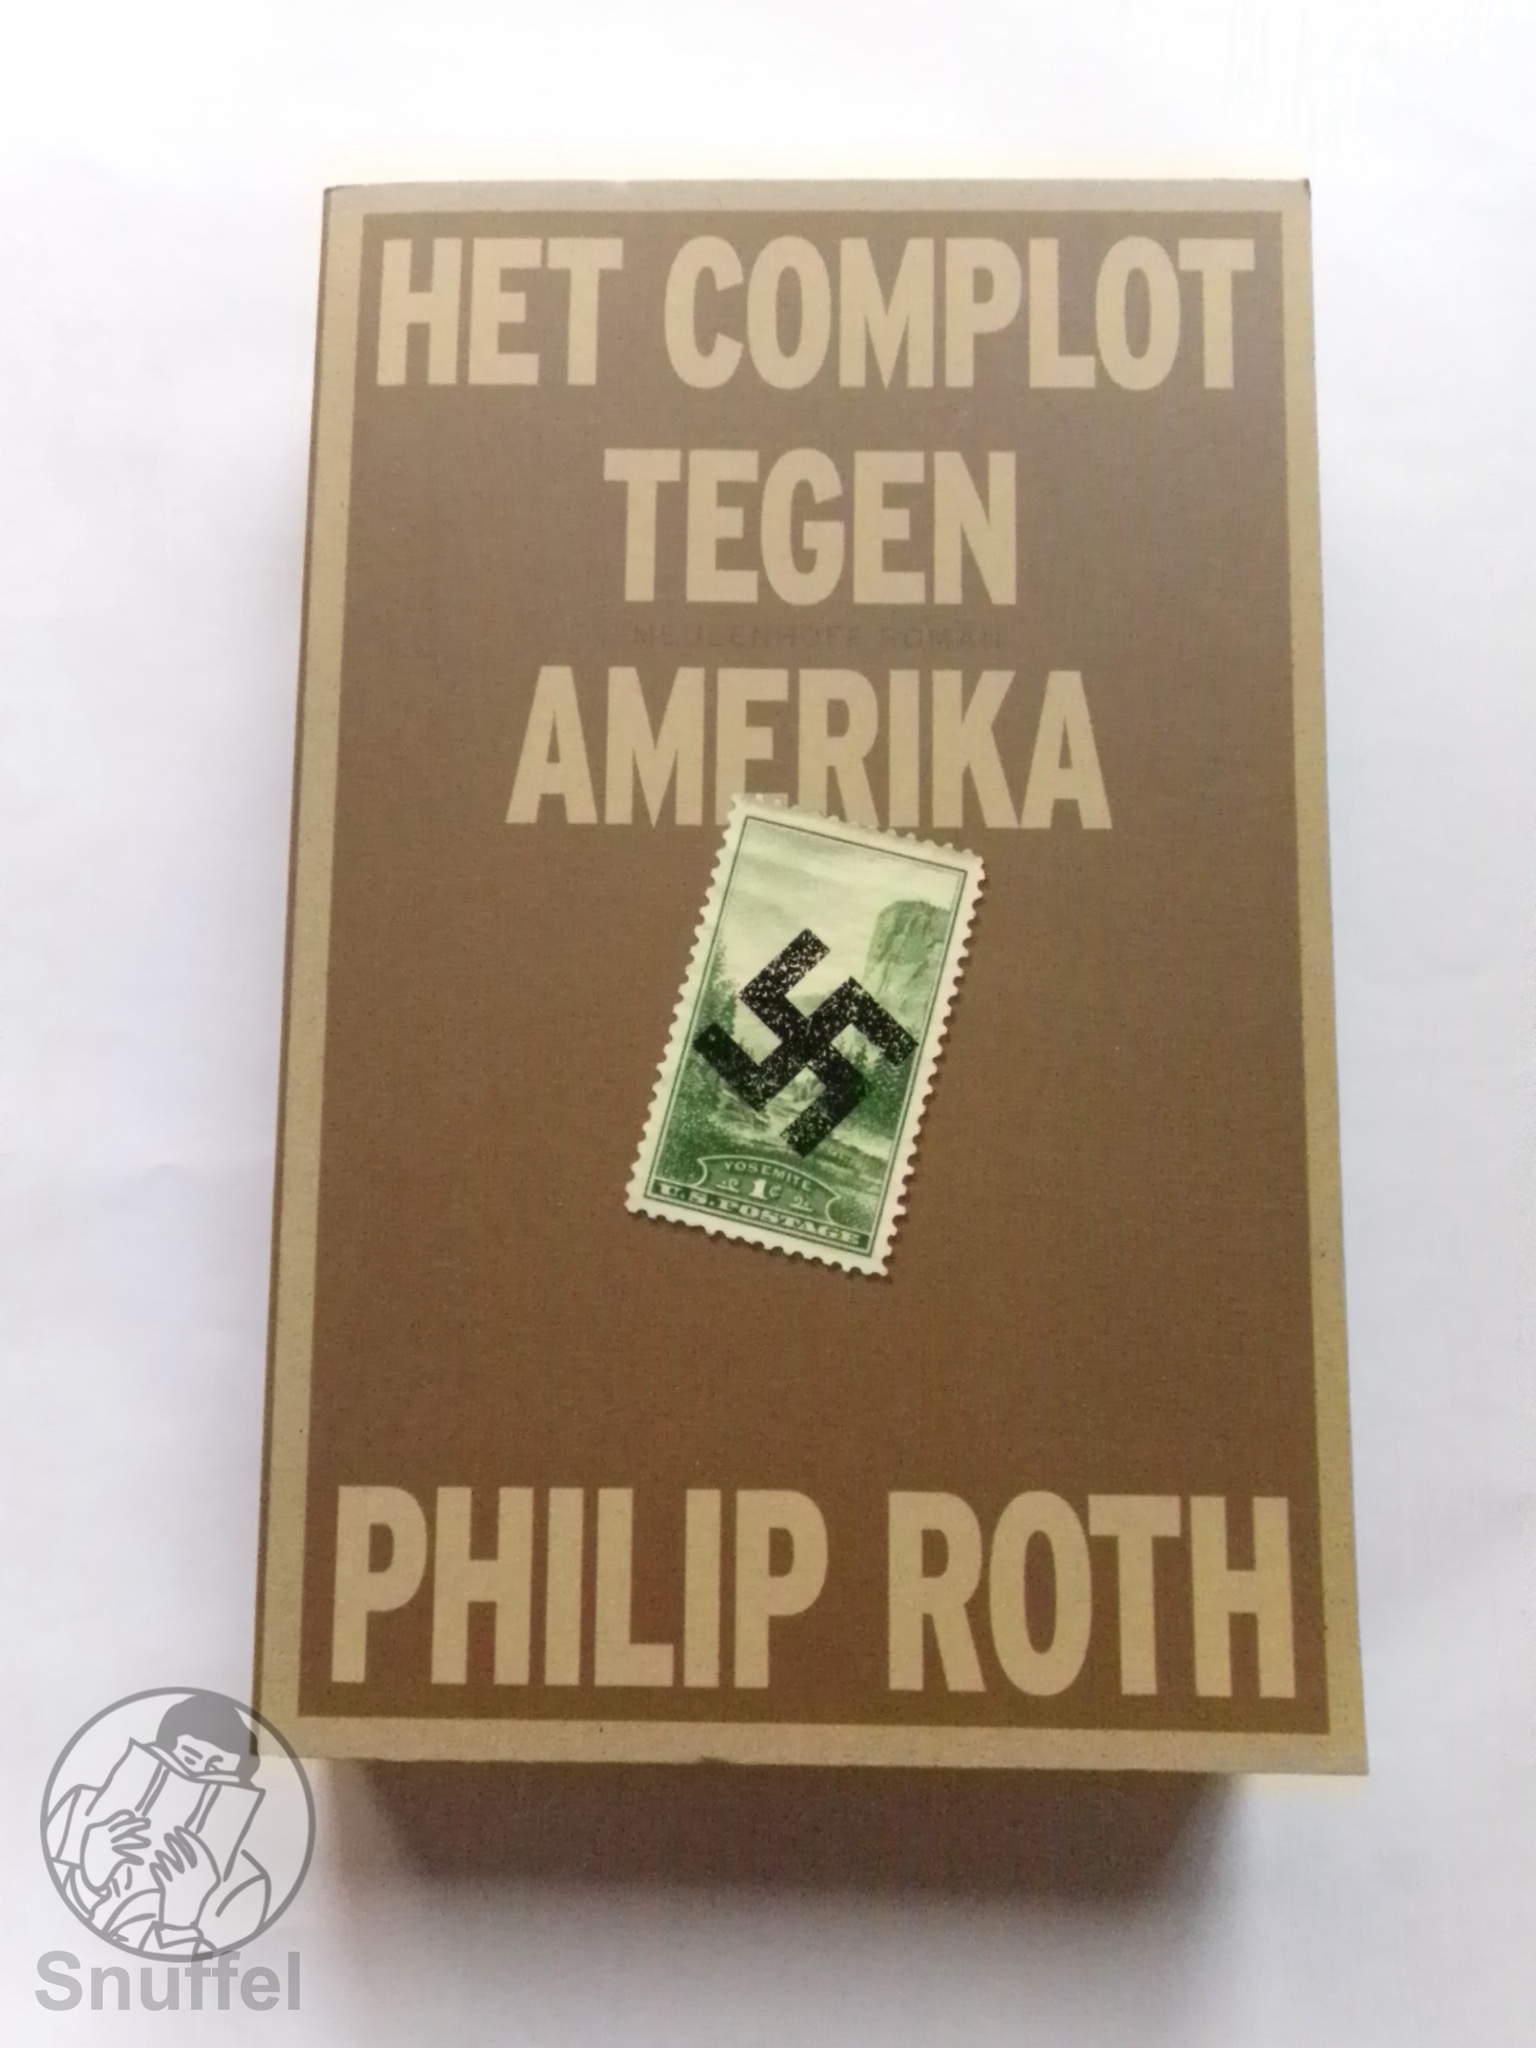 HET COMPLOT
TEGEN
MEULENHOFF ROMAN
AMERIKA
YOSEMITE
1¢
U.S. POSTAGE
PHILIP ROTH
Snuffel